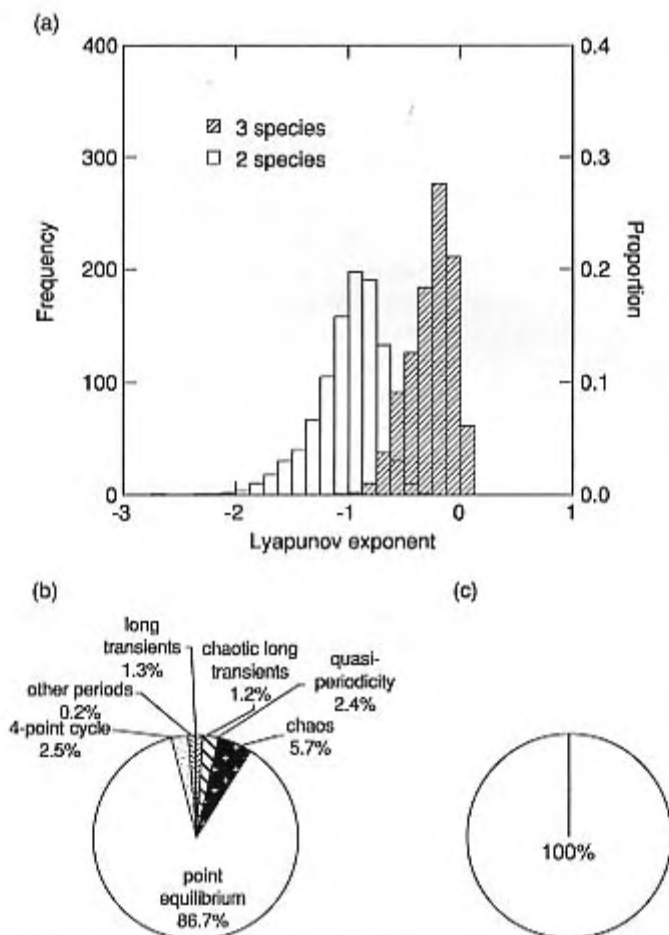 (a)
400
300
200
100
0
Frequency
3 species
2 species
0.4
0.3
0.2
0.1
0.0
Proportion
-3
-2
-1
0
1
Lyapunov exponent
(b)
long
transients
1.3%
chaotic long
transients
1.2%
quasi-
periodicity
2.4%
other periods
0.2%
4-point cycle
2.5%
chaos
5.7%
point
equilibrium
86.7%
(c)
100%